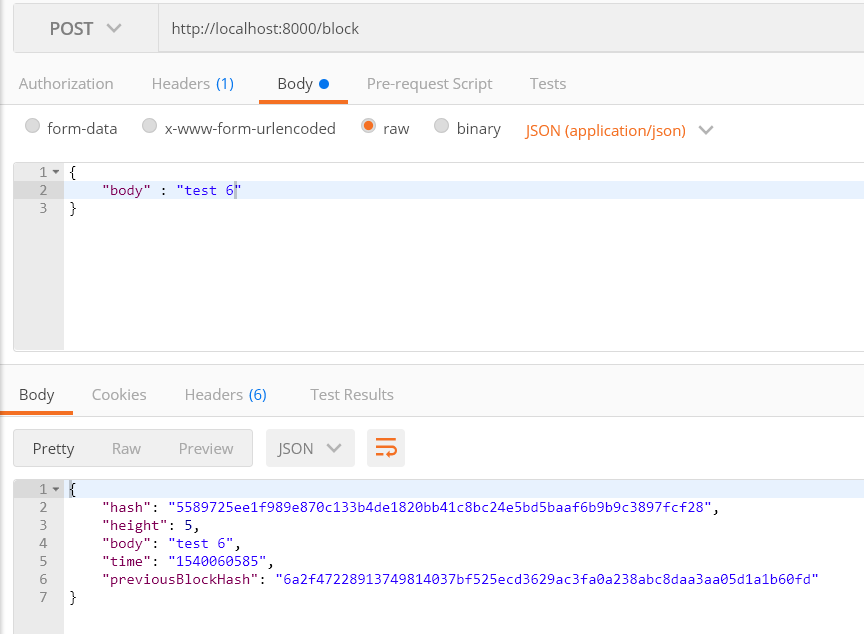 POST http://localhost:8000/block
Authorization Headers (1) Body Pre-request Script Tests
form-data x-www-form-urlencoded raw binary JSON (application/json)
1 {
2 "body" : "test 6"
3 }
Body Cookies Headers (6) Test Results
Pretty Raw Preview JSON
1 {
2 "hash": "5589725ee1f989e870c133b4de1820bb41c8bc24e5bd5baaf6b9b9c3897fcf28",
3 "height": 5,
4 "body": "test 6",
5 "time": "1540060585",
6 "previousBlockHash": "6a2f47228913749814037bf525ecd3629ac3fa0a238abc8daa3aa05d1a1b60fd"
7 }